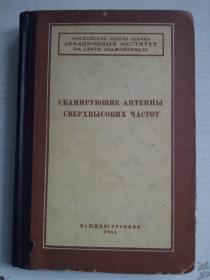 МОСКОВСКИЙ ОРДЕНА ЛЕНИНА
АВИАЦИОННЫЙ ИНСТИТУТ
ИМ. СЕРГО ОРДЖОНИКИДЗЕ
СКАНИРУЮЩИЕ АНТЕННЫ
СВЕРХВЫСОКИХ ЧАСТОТ
МАШИНОСТРОЕНИЕ
1964